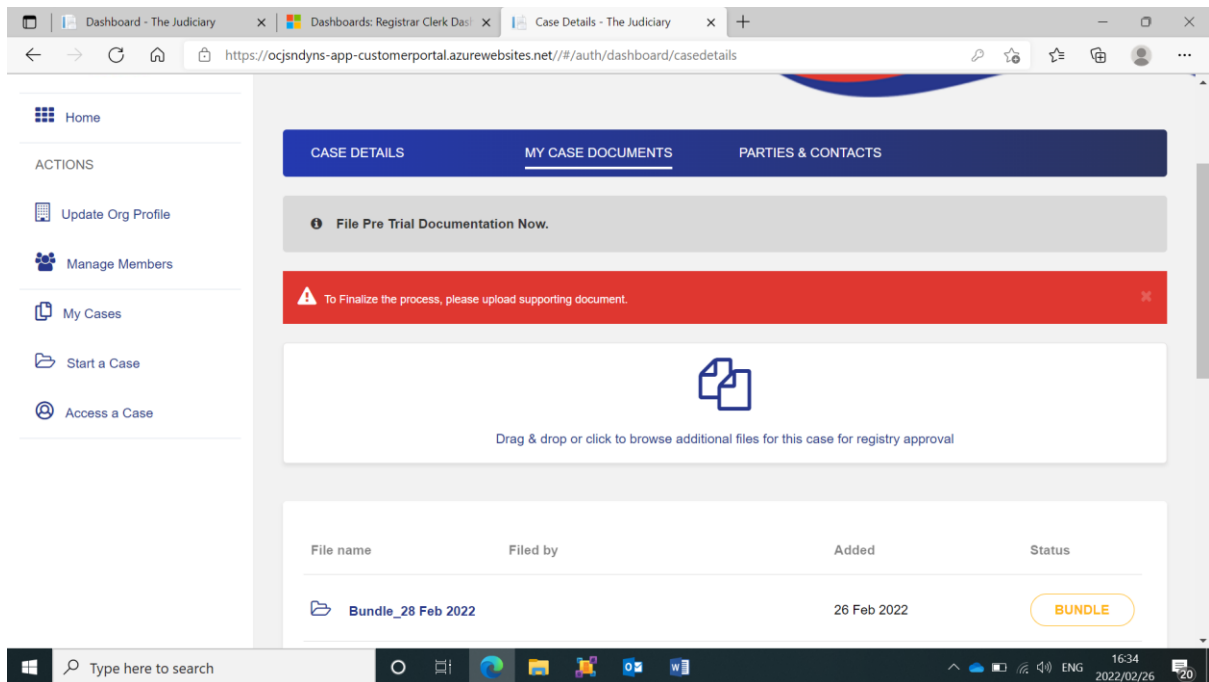 Dashboard - The Judiciary
Dashboards: Registrar Clerk Dash
Case Details - The Judiciary
https://ocjsndyns-app-customerportal.azurewebsites.net//#/auth/dashboard/casedetails
Home
ACTIONS
Update Org Profile
Manage Members
My Cases
Start a Case
Access a Case
CASE DETAILS MY CASE DOCUMENTS PARTIES & CONTACTS
File Pre Trial Documentation Now.
To Finalize the process, please upload supporting document.
Drag & drop or click to browse additional files for this case for registry approval
File name Filed by Added Status
Bundle_28 Feb 2022 26 Feb 2022 BUNDLE
Type here to search
ENG
16:34
2022/02/26
20